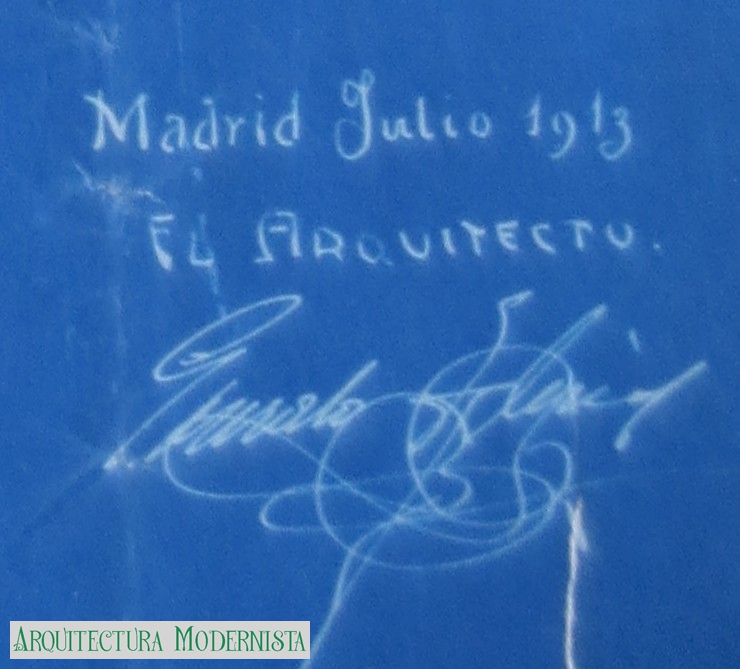 Madrid Julio 1913
EL ARQUITECTO.
ARQUITECTURA MODERNISTA